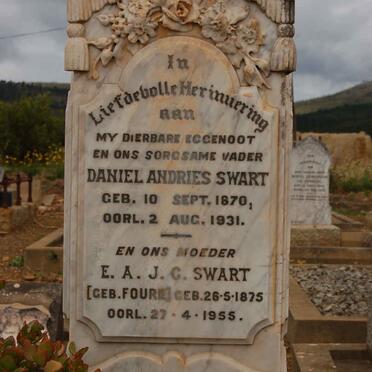 In
Liefdevolle Herinnering
aan
MY DIERBARE EGGENOOT
EN ONS SORGSAME VADER
DANIEL ANDRIES SWART
GEB. 10 SEPT. 1870,
OORL. 2 AUG. 1931.
EN ONS MOEDER
E. A. J. C. SWART
[GEB. FOURIE] GEB. 26-5-1875
OORL. 27-4-1955.